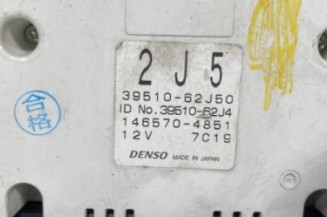 2J5
39510-62J50
ID No. 39510-62J4
146570-4851
12V 7C19
DENSO MADE IN JAPAN
合格